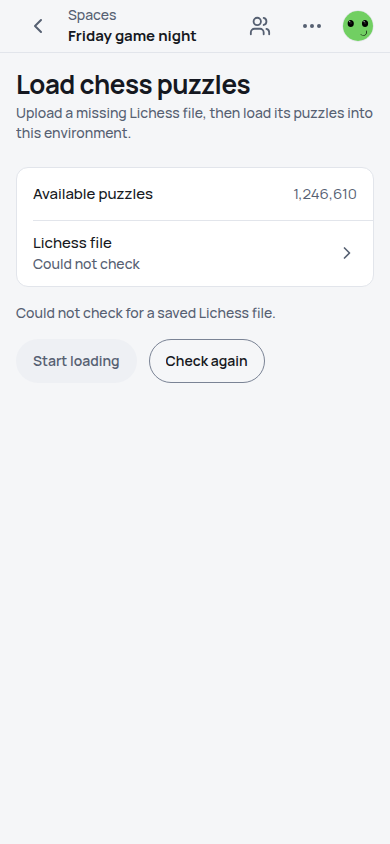 Spaces
Friday game night
Load chess puzzles
Upload a missing Lichess file, then load its puzzles into
this environment.
Available puzzles 1,246,610
Lichess file
Could not check
Could not check for a saved Lichess file.
Start loading Check again